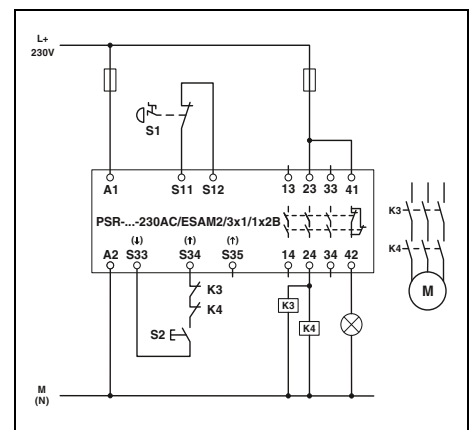 L+
230V
S1
A1 S11 S12 13 23 33 41
PSR-...-230AC/ESAM2/3x1/1x2B
(↓) (↑) (↑)
A2 S33 S34 S35 14 24 34 42
K3
K4
S2
K3
K4
K3
K4
M
M
(N)